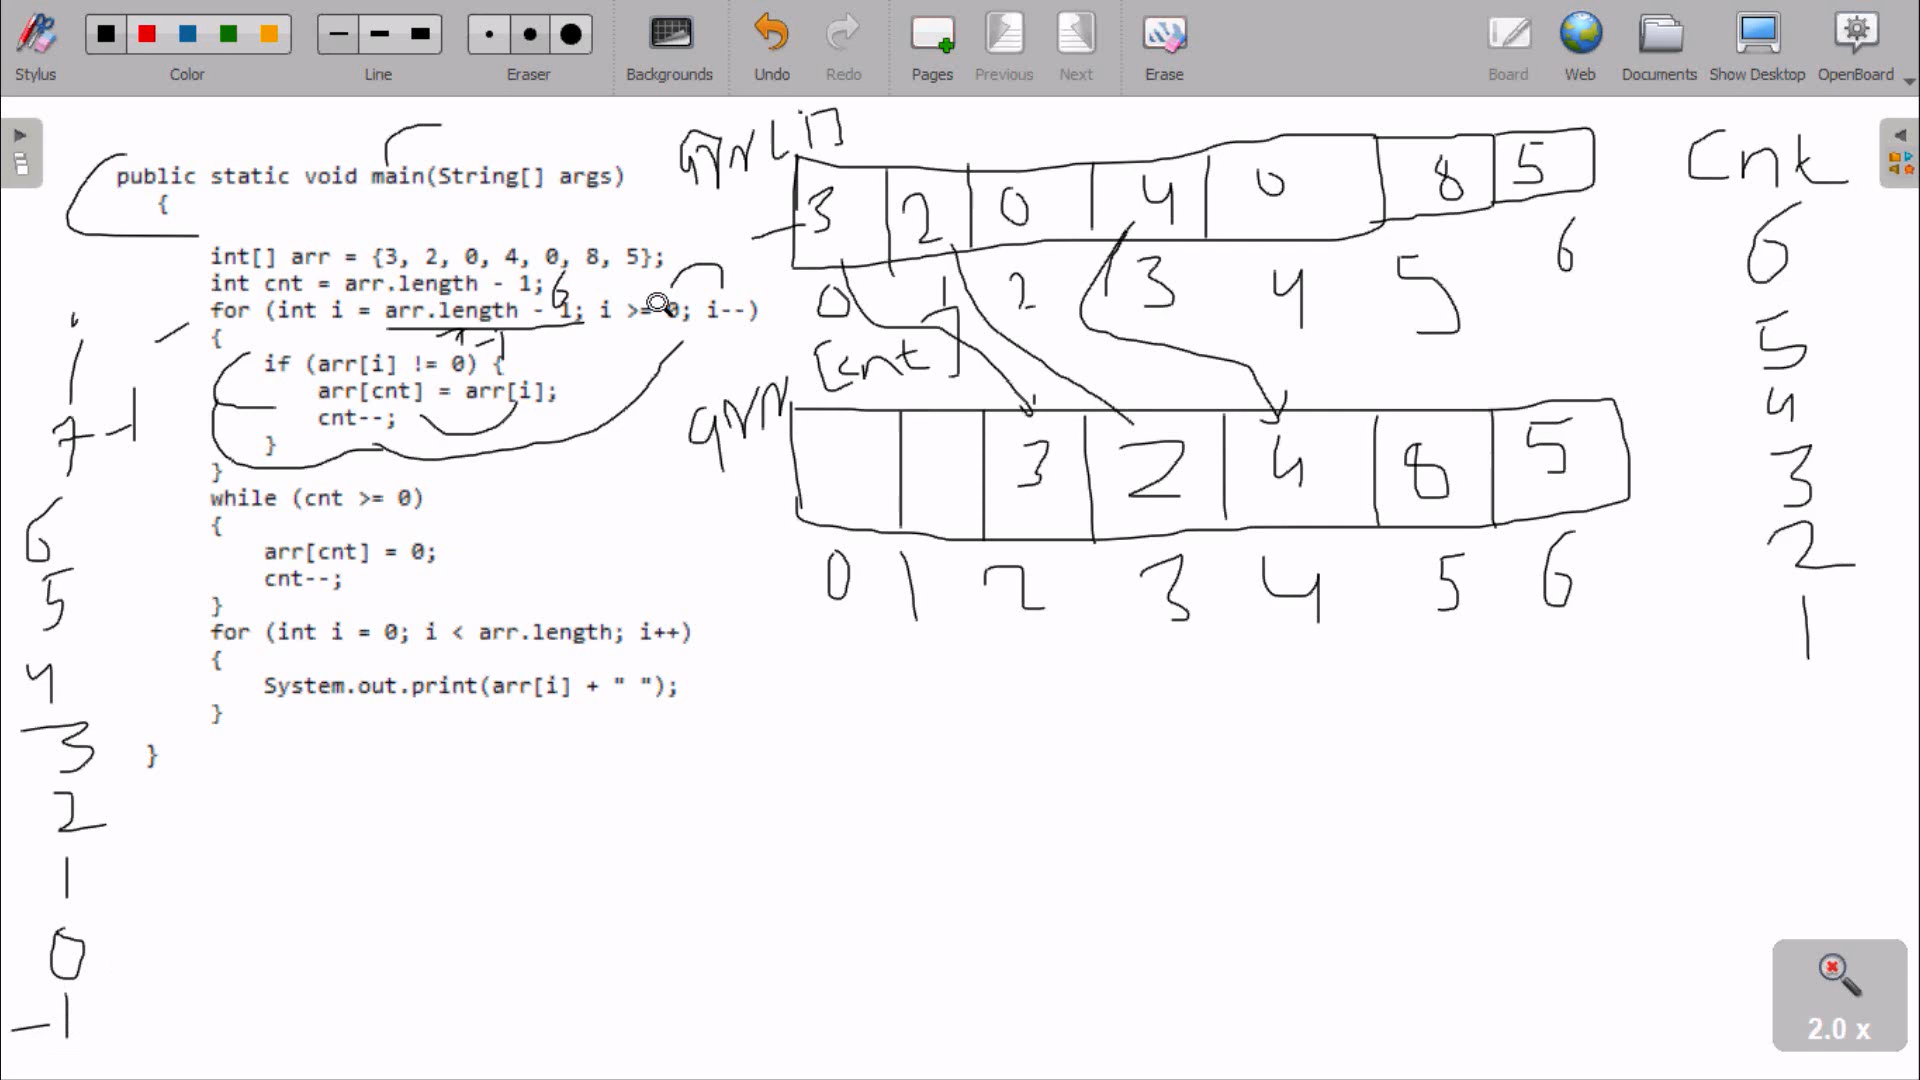 Stylus
Color
Line
Eraser
Backgrounds
Undo
Redo
Pages
Previous
Next
Erase
Board
Web
Documents
Show Desktop
OpenBoard
public static void main(String[] args)
{
int[] arr = {3, 2, 0, 4, 0, 8, 5};
int cnt = arr.length - 1; 6
for (int i = arr.length - 1; i >= 0; i--)
{
7-1
if (arr[i] != 0) {
arr[cnt] = arr[i];
cnt--;
}
}
while (cnt >= 0)
{
arr[cnt] = 0;
cnt--;
}
for (int i = 0; i < arr.length; i++)
{
System.out.print(arr[i] + " ");
}
}
i
7-1
6
5
4
3
2
1
0
-1
arr[i]
3 2 0 4 0 8 5
0 1 2 3 4 5 6
arr [cnt]
3 2 4 8 5
0 1 2 3 4 5 6
Cnt
6
5
4
3
2
1
2.0 x